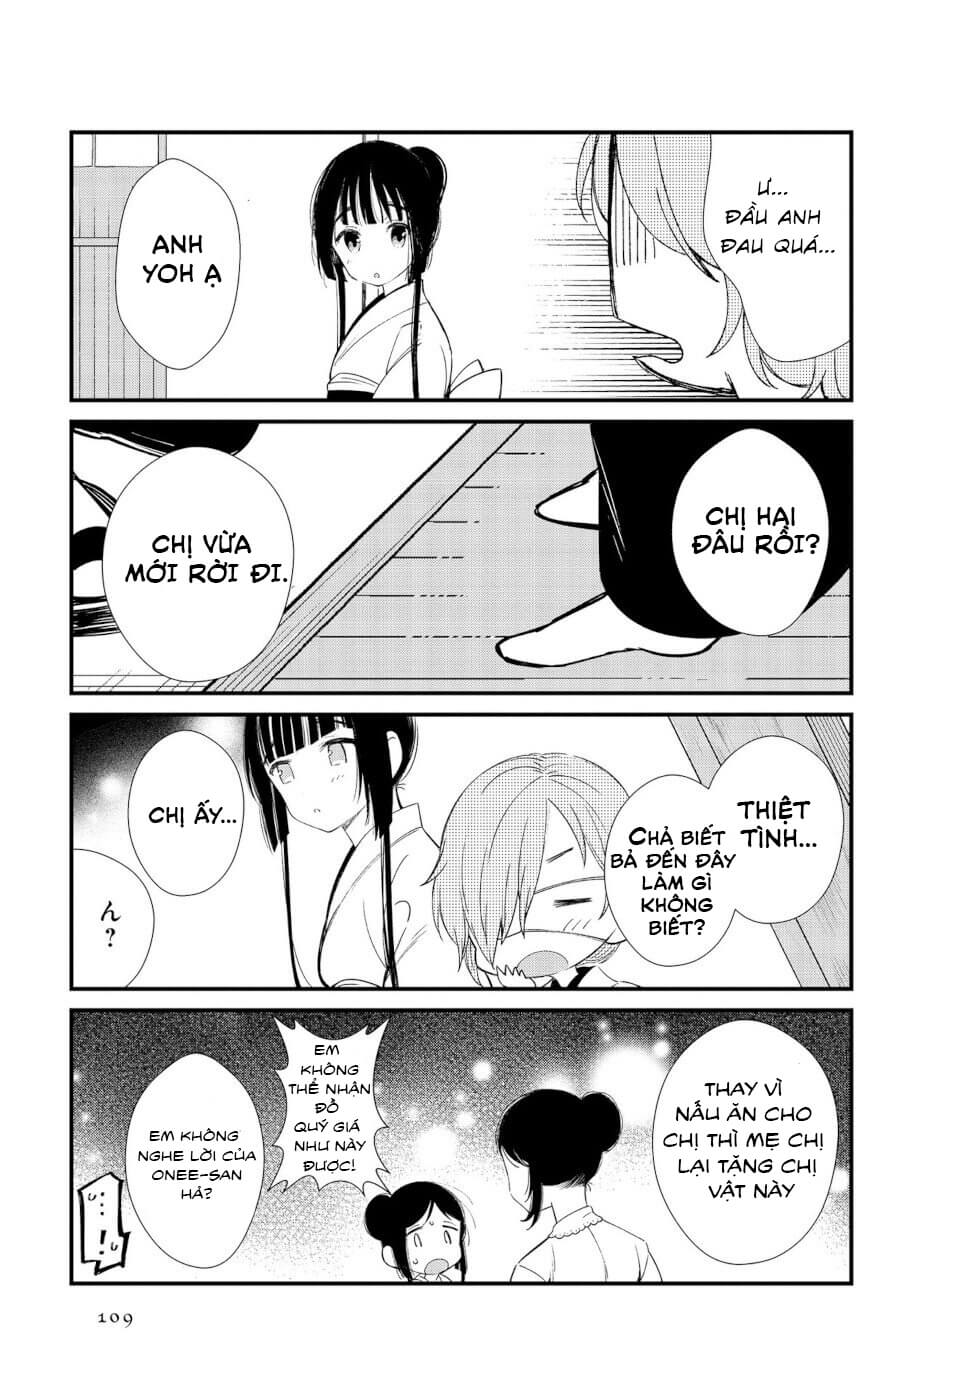 Ư...
ĐẦU ANH
ĐAU QUÁ...
ANH
YOH Ạ
CHỊ HAI
ĐÂU RỒI?
CHỊ VỪA
MỚI RỜI ĐI.
THIỆT
TÌNH...
CHẢ BIẾT
BẢ ĐẾN ĐÂY
LÀM GÌ
KHÔNG
BIẾT?
CHỊ ẤY...
ん?
THAY VÌ
NẤU ĂN CHO
CHỊ THÌ MẸ CHỊ
LẠI TẶNG CHỊ
VẬT NÀY
EM
KHÔNG
THỂ NHẬN
ĐỒ
QUÝ GIÁ
NHƯ NÀY
ĐƯỢC!
EM KHÔNG
NGHE LỜI CỦA
ONEE-SAN
HẢ?
...!!
109